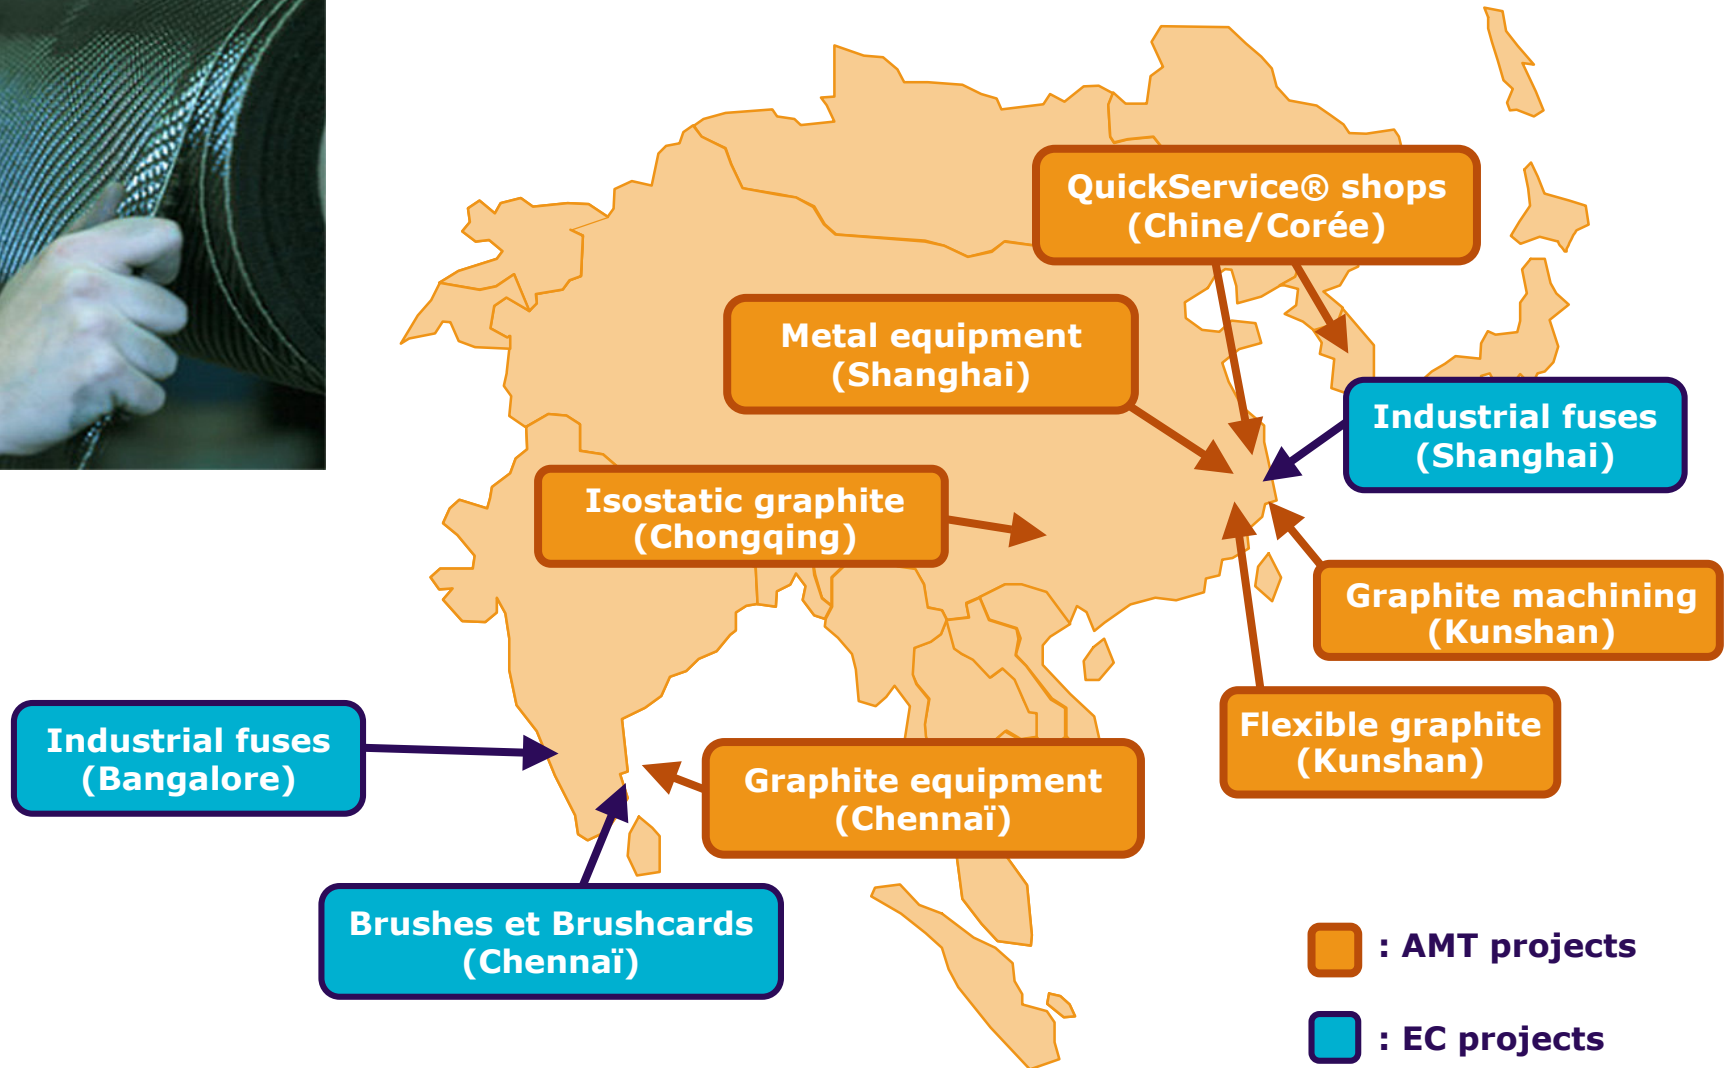 QuickService® shops
(Chine/Corée)
Metal equipment
(Shanghai)
Industrial fuses
(Shanghai)
Isostatic graphite
(Chongqing)
Graphite machining
(Kunshan)
Flexible graphite
(Kunshan)
Industrial fuses
(Bangalore)
Graphite equipment
(Chennaï)
Brushes et Brushcards
(Chennaï)
: AMT projects
: EC projects